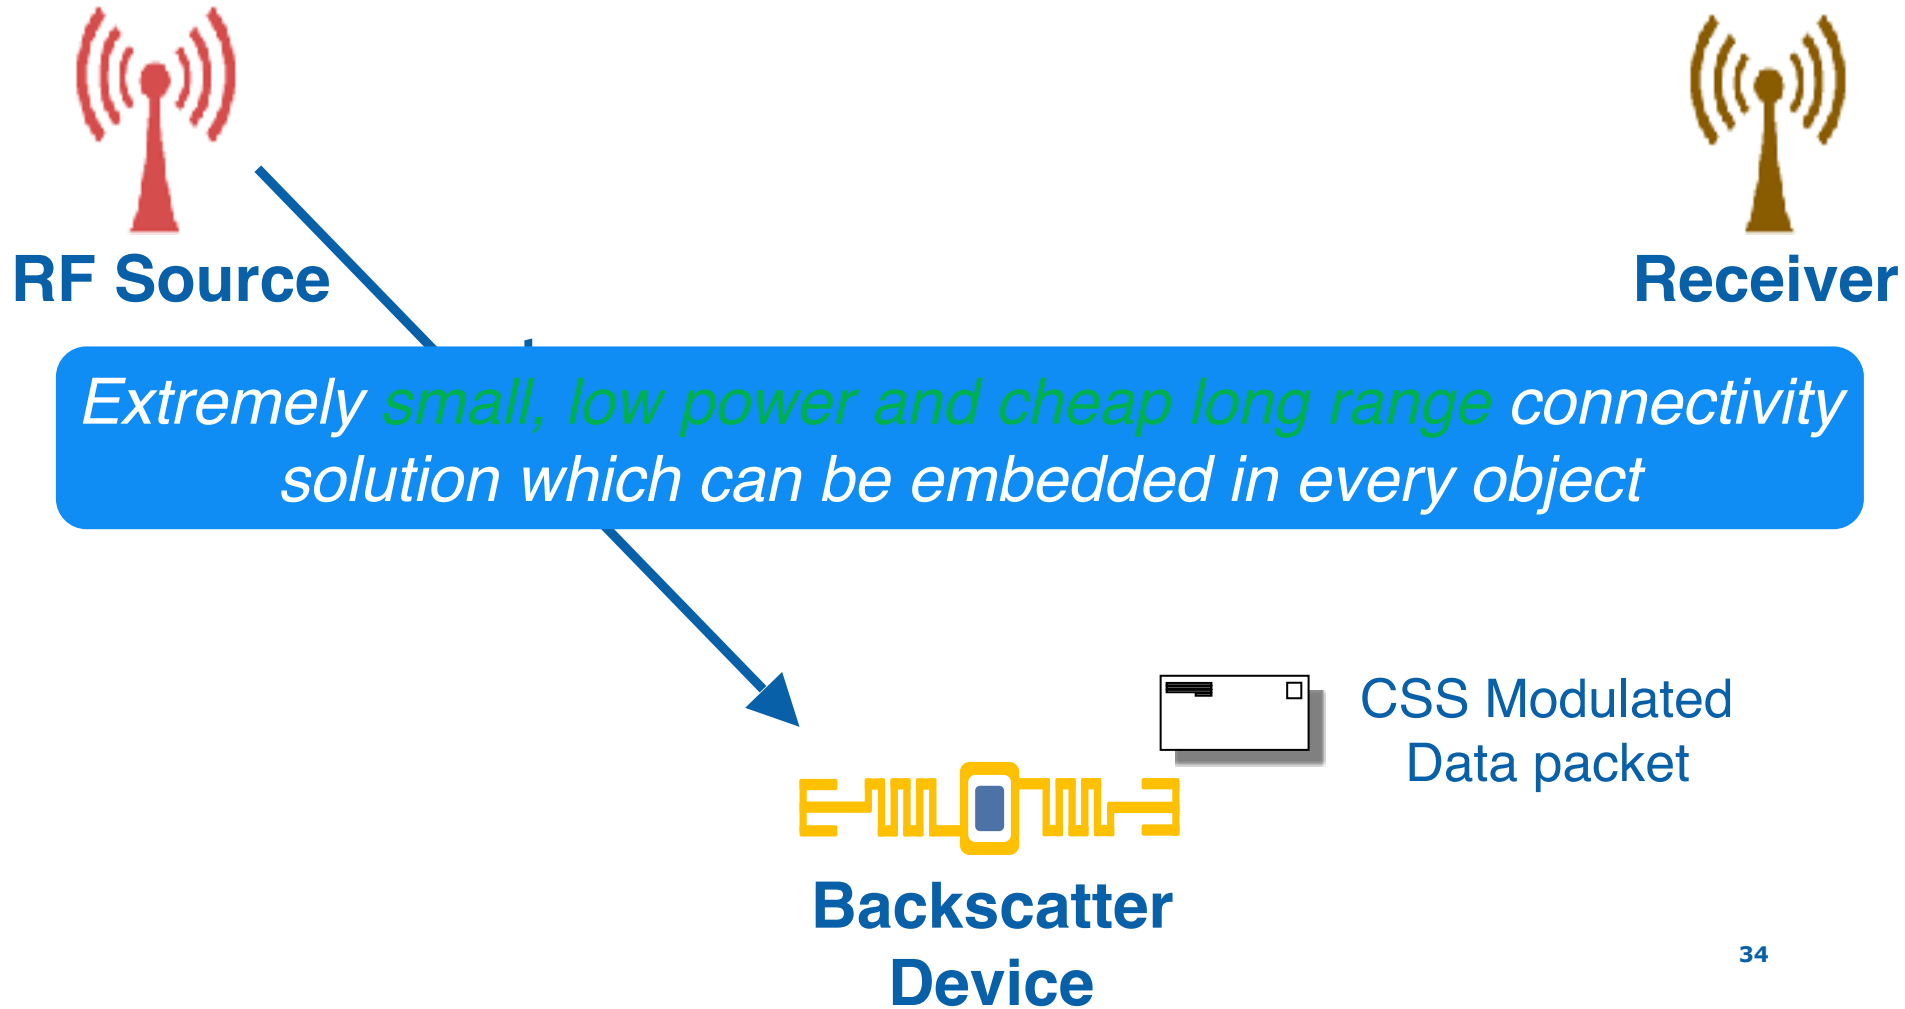 RF Source
Receiver
Extremely small, low power and cheap long range connectivity
solution which can be embedded in every object
CSS Modulated
Data packet
Backscatter
Device
34